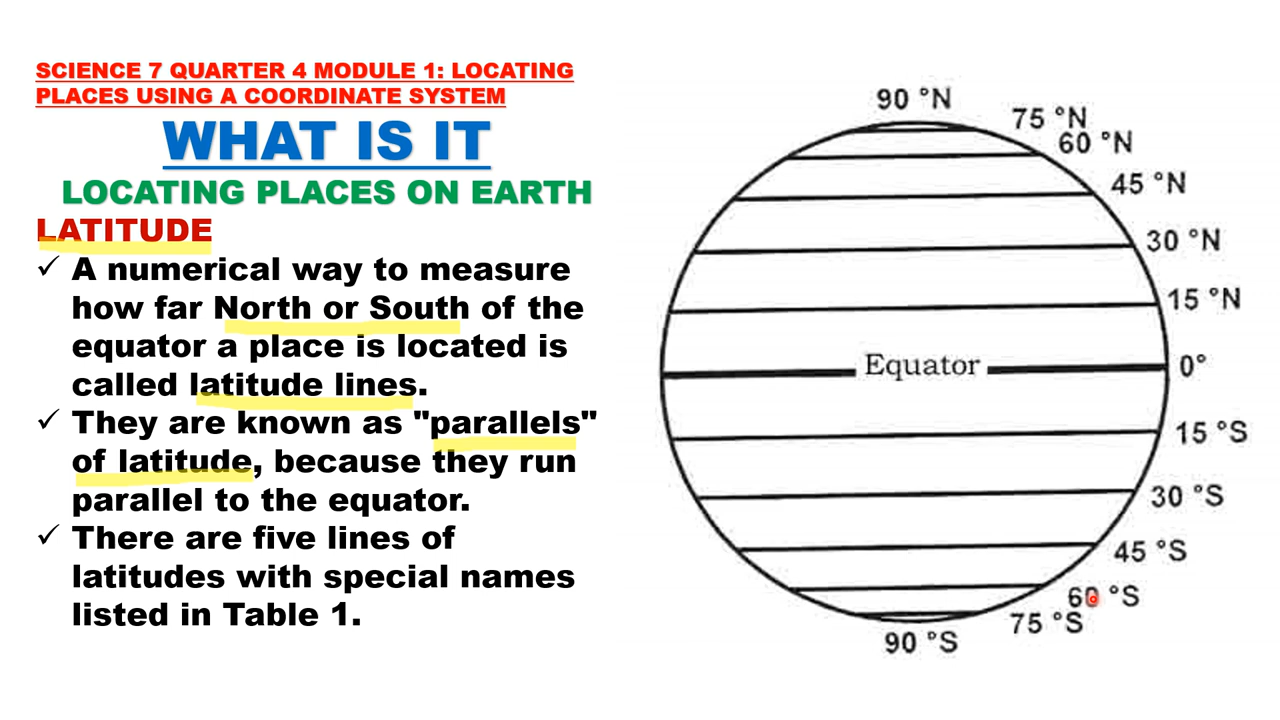 SCIENCE 7 QUARTER 4 MODULE 1: LOCATING
PLACES USING A COORDINATE SYSTEM
WHAT IS IT
LOCATING PLACES ON EARTH
LATITUDE
✓ A numerical way to measure
how far North or South of the
equator a place is located is
called latitude lines.
✓ They are known as "parallels"
of latitude, because they run
parallel to the equator.
✓ There are five lines of
latitudes with special names
listed in Table 1.
90 °N
75 °N
60 °N
45 °N
30 °N
15 °N
Equator
0°
15 °S
30 °S
45 °S
60 °S
75 °S
90 °S